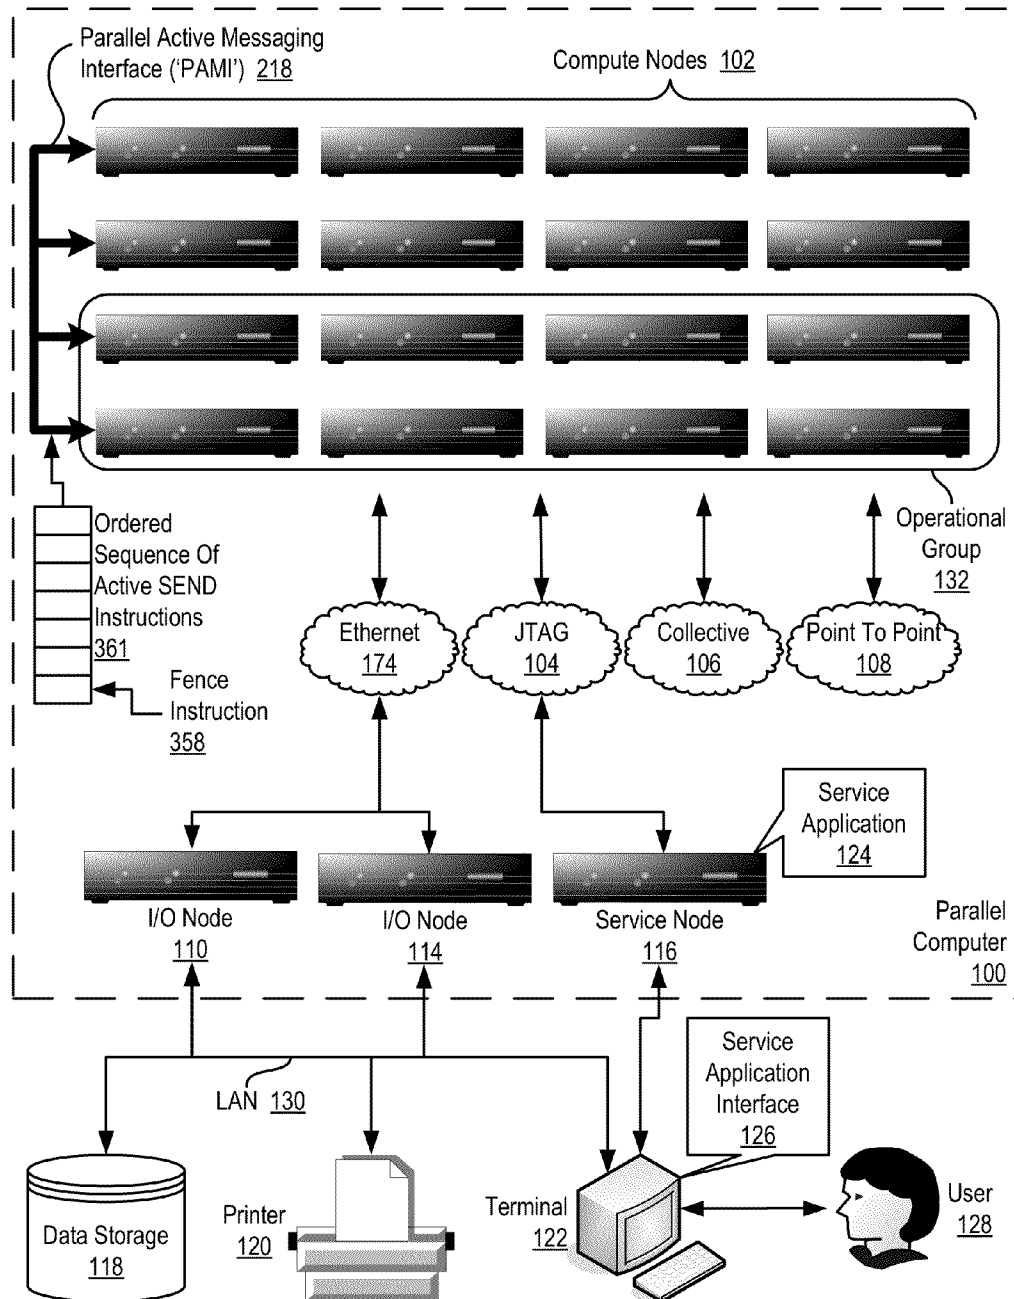 Parallel Active Messaging
Interface ('PAMI') 218
Compute Nodes 102
Ordered
Sequence Of
Active SEND
Instructions
361
Fence
Instruction
358
Operational
Group
132
Ethernet
174
JTAG
104
Collective
106
Point To Point
108
Service
Application
124
I/O Node
110
I/O Node
114
Service Node
116
Parallel
Computer
100
LAN 130
Service
Application
Interface
126
Data Storage
118
Printer
120
Terminal
122
User
128